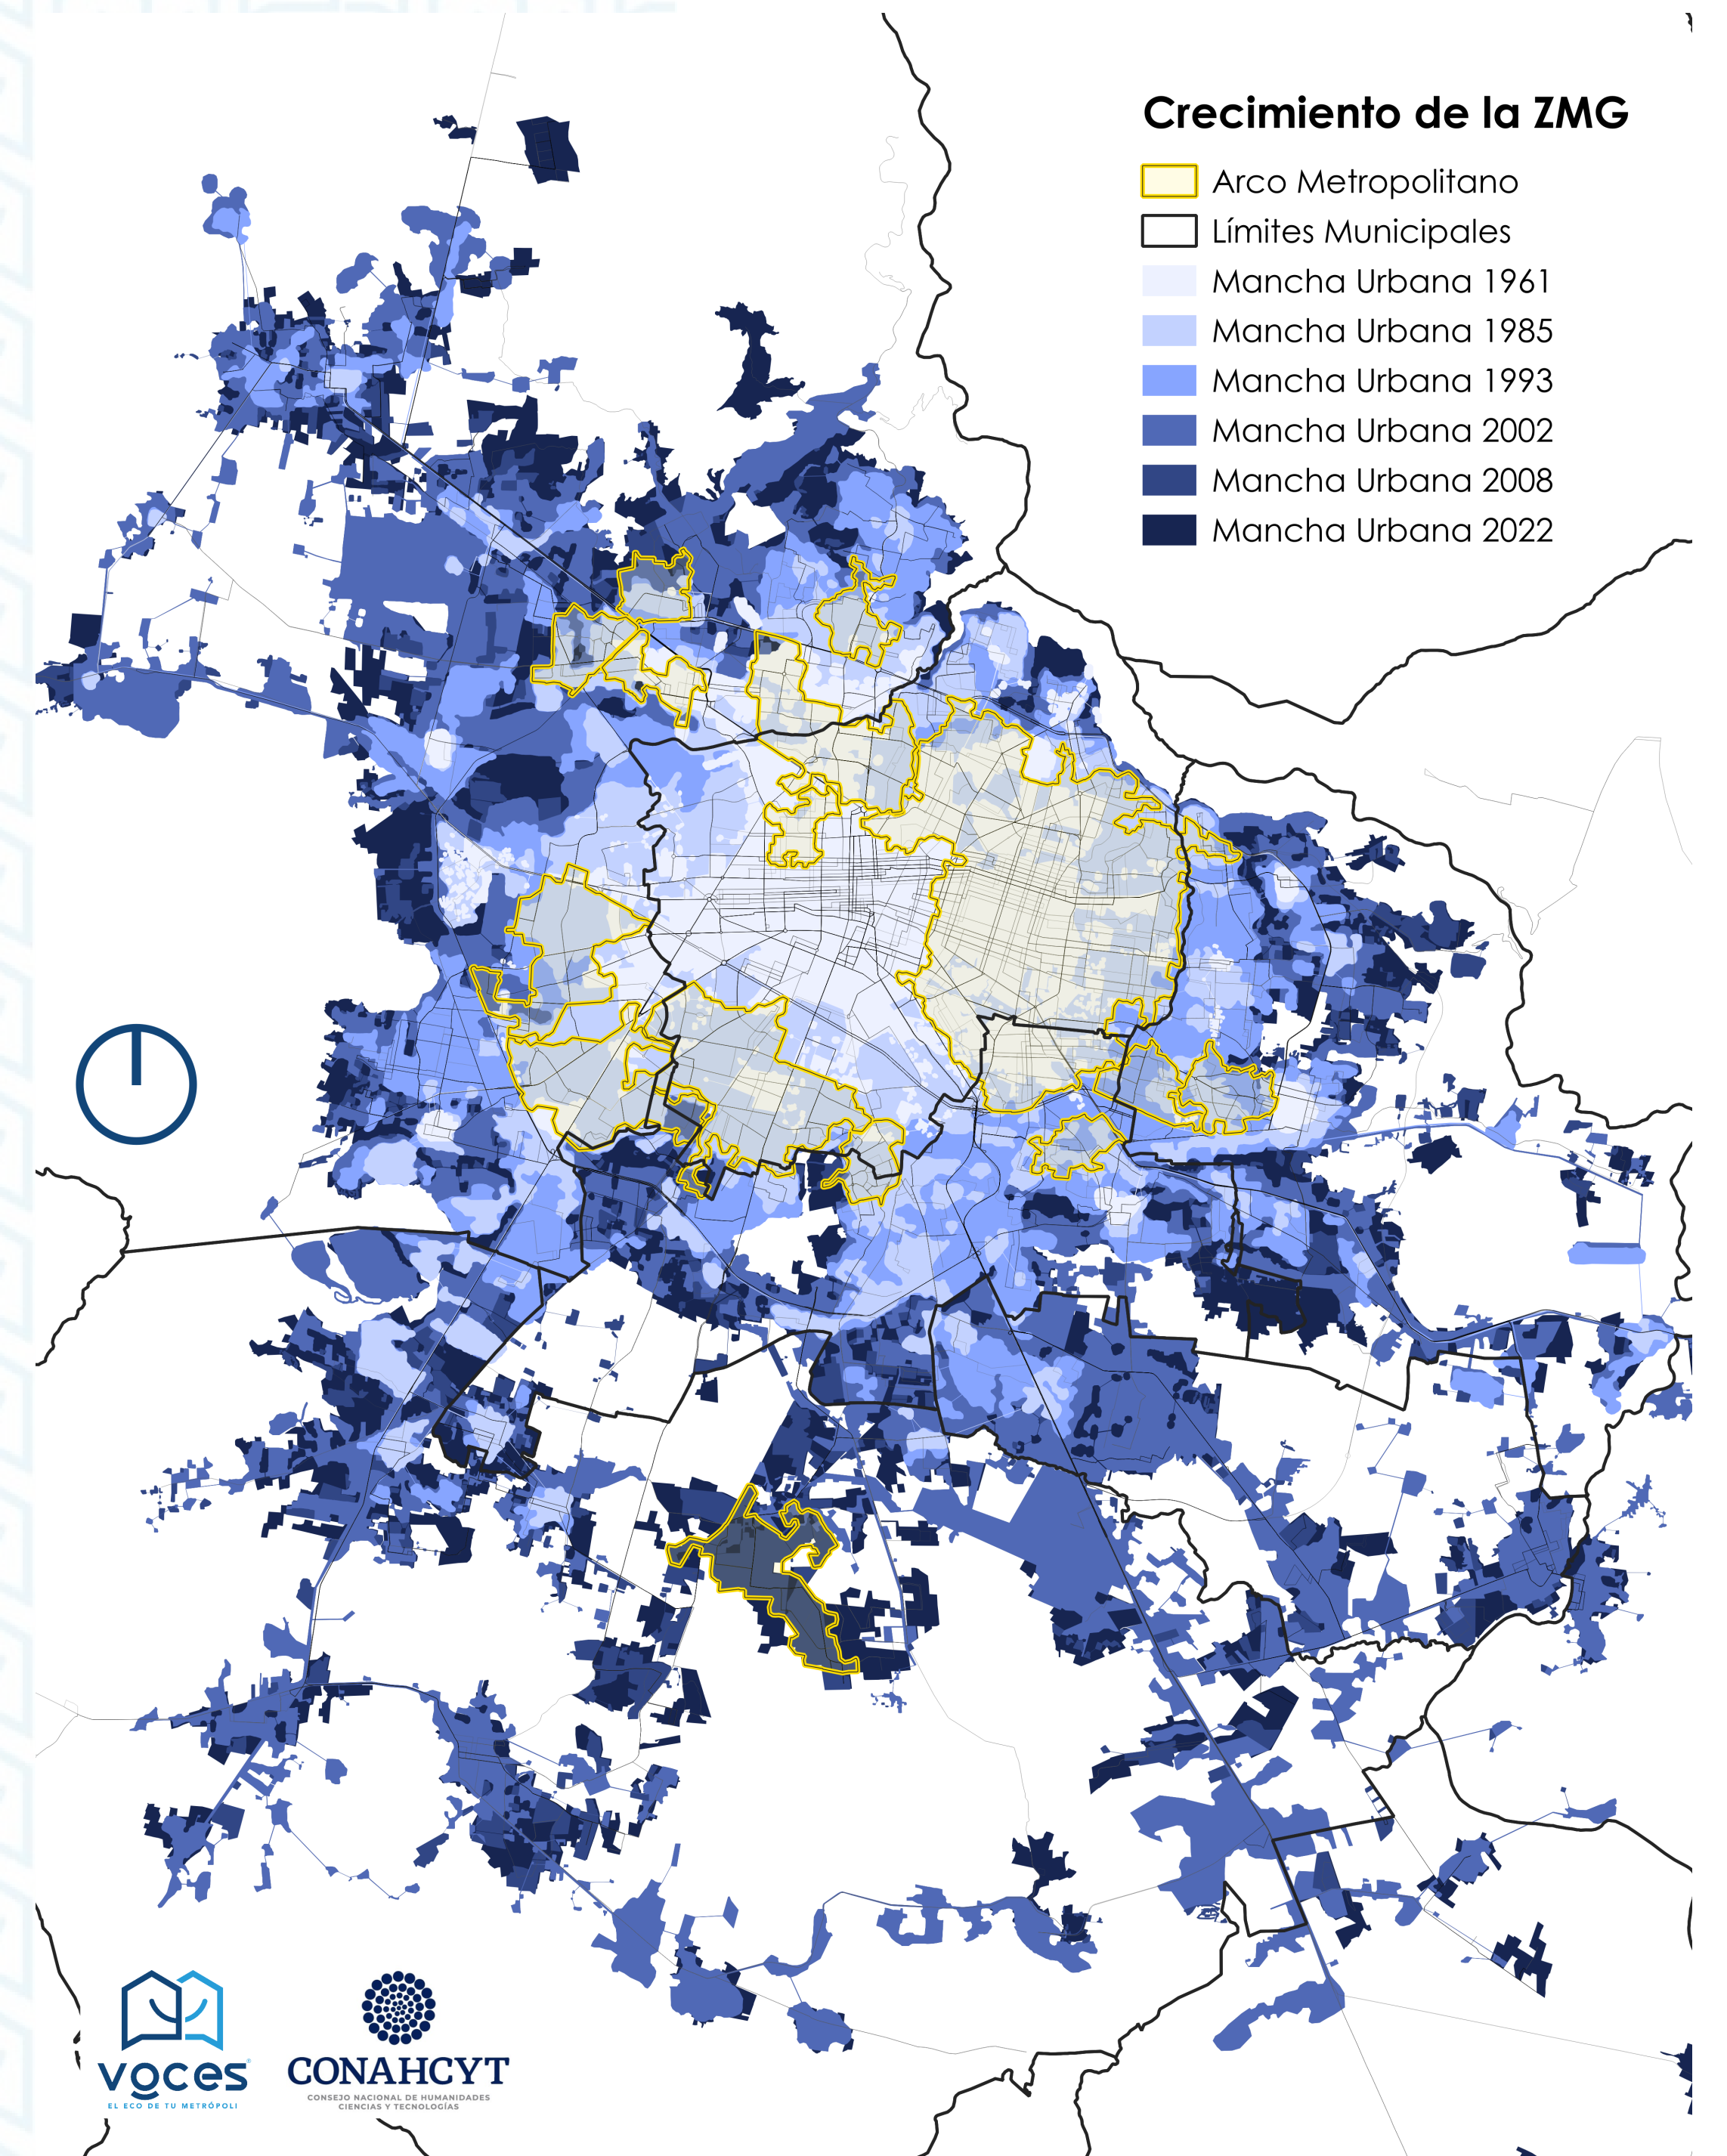 Crecimiento de la ZMG
Arco Metropolitano
Límites Municipales
Mancha Urbana 1961
Mancha Urbana 1985
Mancha Urbana 1993
Mancha Urbana 2002
Mancha Urbana 2008
Mancha Urbana 2022
voces
EL ECO DE TU METRÓPOLI
CONAHCYT
CONSEJO NACIONAL DE HUMANIDADES
CIENCIAS Y TECNOLOGÍAS